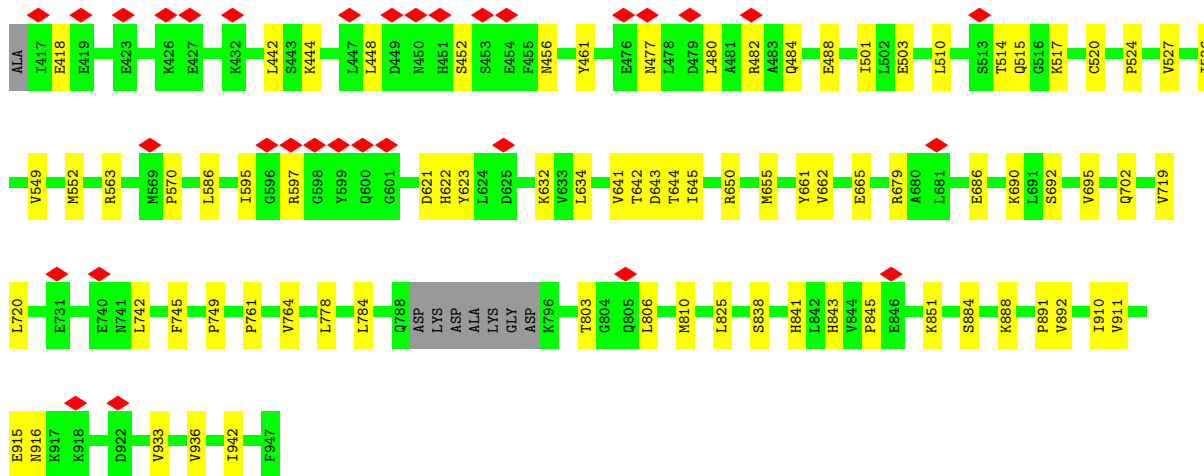 ALA I417 E418 E419 E423 K426 E427 K432 L442 S443 K444 L447 L448 D449 N450 H451 S452 S453 E454 F455 N456 Y461 E476 N477 L478 D479 L480 A481 R482 A483 Q484 E488 I501 L502 E503 L510 S513 T514 Q515 G516 K517 C520 P524 V527
V549 M552 R563 M569 P570 L586 I595 G596 R597 G598 Y599 Q600 G601 D621 H622 Y623 L624 D625 K632 V633 L634 V641 T642 D643 T644 I645 R650 M655 Y661 V662 E665 R679 A680 L681 E686 K690 L691 S692 V695 Q702 V719
L720 E731 E740 N741 L742 F745 P749 P761 V764 L778 L784 Q788 ASP LYS ASP ALA LYS GLY ASP K796 T803 G804 Q805 L806 M810 L825 S838 H841 L842 H843 V844 P845 E846 K851 S884 K888 P891 V892 I910 V911
E915 N916 K917 K918 D922 V933 V936 I942 F947